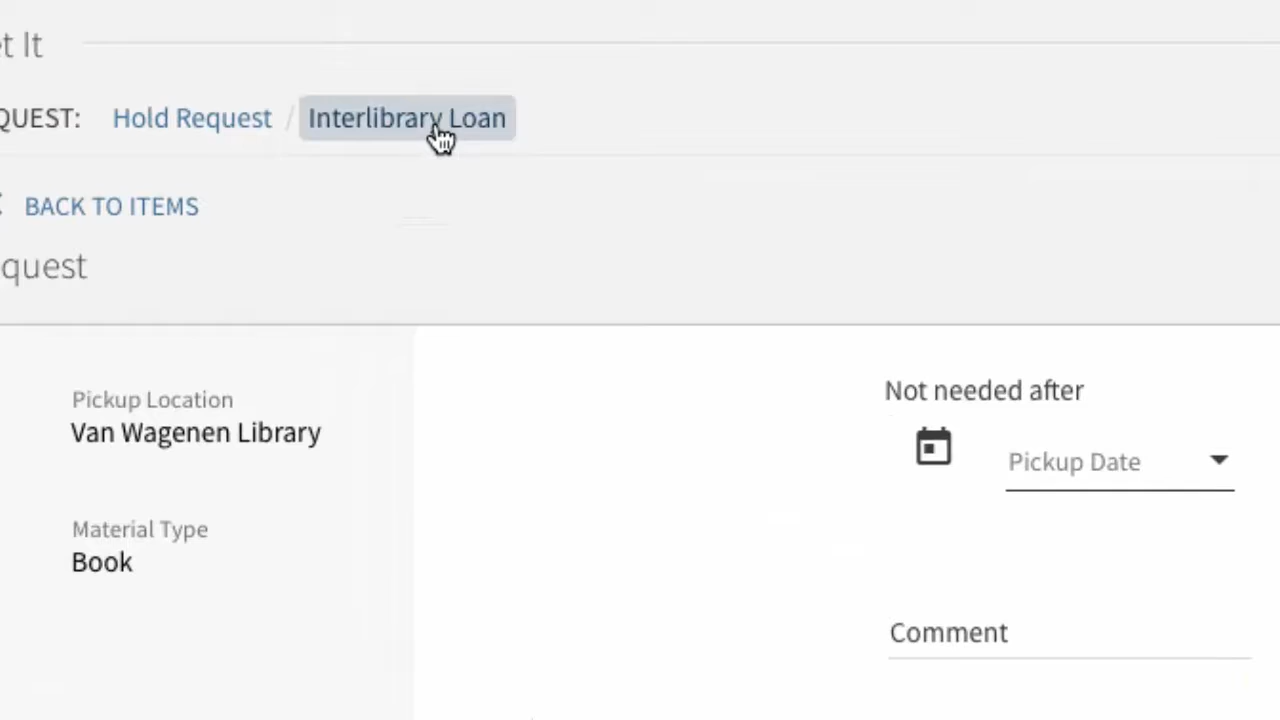 et It
QUEST: Hold Request / Interlibrary Loan
BACK TO ITEMS
quest
Pickup Location
Van Wagenen Library
Material Type
Book
Not needed after
Pickup Date
Comment